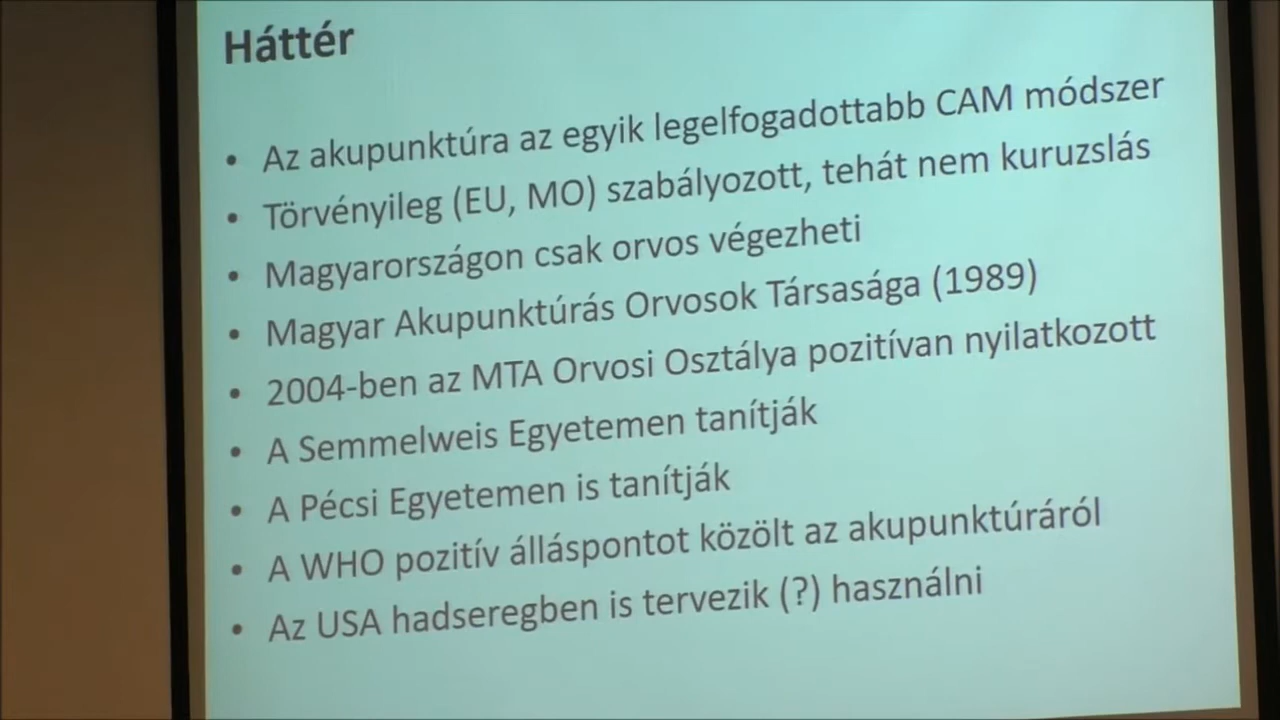 Háttér
• Az akupunktúra az egyik legelfogadottabb CAM módszer
• Törvényileg (EU, MO) szabályozott, tehát nem kuruzslás
• Magyarországon csak orvos végezheti
• Magyar Akupunktúrás Orvosok Társasága (1989)
• 2004-ben az MTA Orvosi Osztálya pozitívan nyilatkozott
• A Semmelweis Egyetemen tanítják
• A Pécsi Egyetemen is tanítják
• A WHO pozitív álláspontot közölt az akupunktúráról
• Az USA hadseregben is tervezik (?) használni